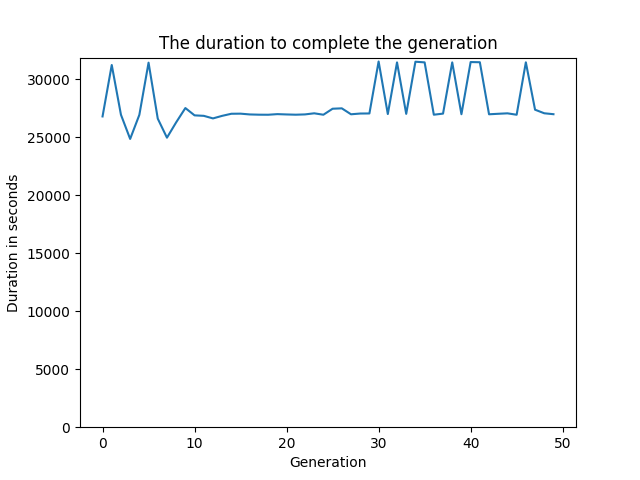 The duration to complete the generation
30000
25000
20000
15000
10000
5000
0
Duration in seconds
0 10 20 30 40 50
Generation